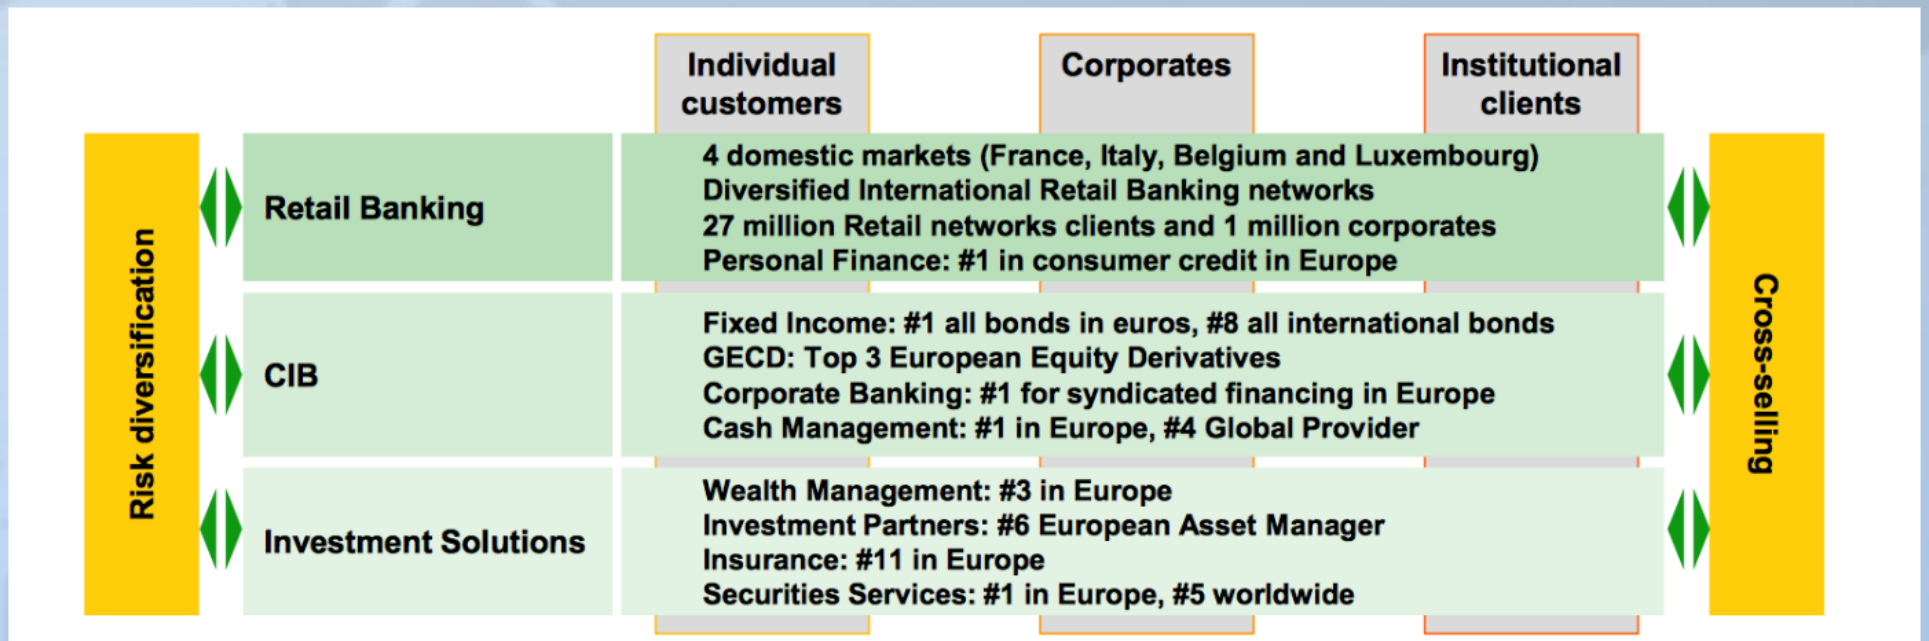 Individual
customers
Corporates
Institutional
clients
Risk diversification
Retail Banking
4 domestic markets (France, Italy, Belgium and Luxembourg)
Diversified International Retail Banking networks
27 million Retail networks clients and 1 million corporates
Personal Finance: #1 in consumer credit in Europe
CIB
Fixed Income: #1 all bonds in euros, #8 all international bonds
GECD: Top 3 European Equity Derivatives
Corporate Banking: #1 for syndicated financing in Europe
Cash Management: #1 in Europe, #4 Global Provider
Investment Solutions
Wealth Management: #3 in Europe
Investment Partners: #6 European Asset Manager
Insurance: #11 in Europe
Securities Services: #1 in Europe, #5 worldwide
Cross-selling